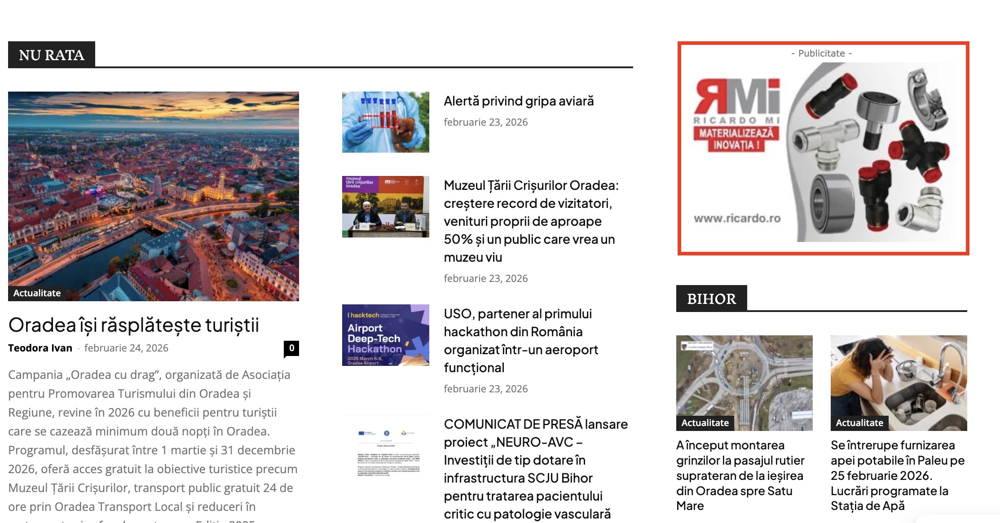 NU RATA
Actualitate
Oradea își răsplătește turiștii
Teodora Ivan - februarie 24, 2026
0
Campania „Oradea cu drag”, organizată de Asociația
pentru Promovarea Turismului din Oradea și
Regiune, revine în 2026 cu beneficii pentru turiștii
care se cazează minimum două nopți în Oradea.
Programul, desfășurat între 1 martie și 31 decembrie
2026, oferă acces gratuit la obiective turistice precum
Muzeul Țării Crișurilor, transport public gratuit 24 de
ore prin Oradea Transport Local și reduceri în
Alertă privind gripa aviară
februarie 23, 2026
muzeul
țării crișurilor
oradea
Muzeul Țării Crișurilor Oradea:
creștere record de vizitatori,
venituri proprii de aproape
50% și un public care vrea un
muzeu viu
februarie 23, 2026
hacktech
Airport
Deep-Tech
Hackathon
2026 March 6-8,
Oradea Airport
USO, partener al primului
hackathon din România
organizat într-un aeroport
funcțional
februarie 23, 2026
COMUNICAT DE PRESĂ lansare
proiect „NEURO-AVC –
Investiții de tip dotare în
infrastructura SCJU Bihor
pentru tratarea pacientului
critic cu patologie vasculară
- Publicitate -
RMi
RICARDO MI
MATERIALIZEAZĂ
INOVAȚIA !
www.ricardo.ro
BIHOR
Actualitate
A început montarea
grinzilor la pasajul rutier
suprateran de la ieșirea
din Oradea spre Satu
Mare
Actualitate
Se întrerupe furnizarea
apei potabile în Paleu pe
25 februarie 2026.
Lucrări programate la
Stația de Apă